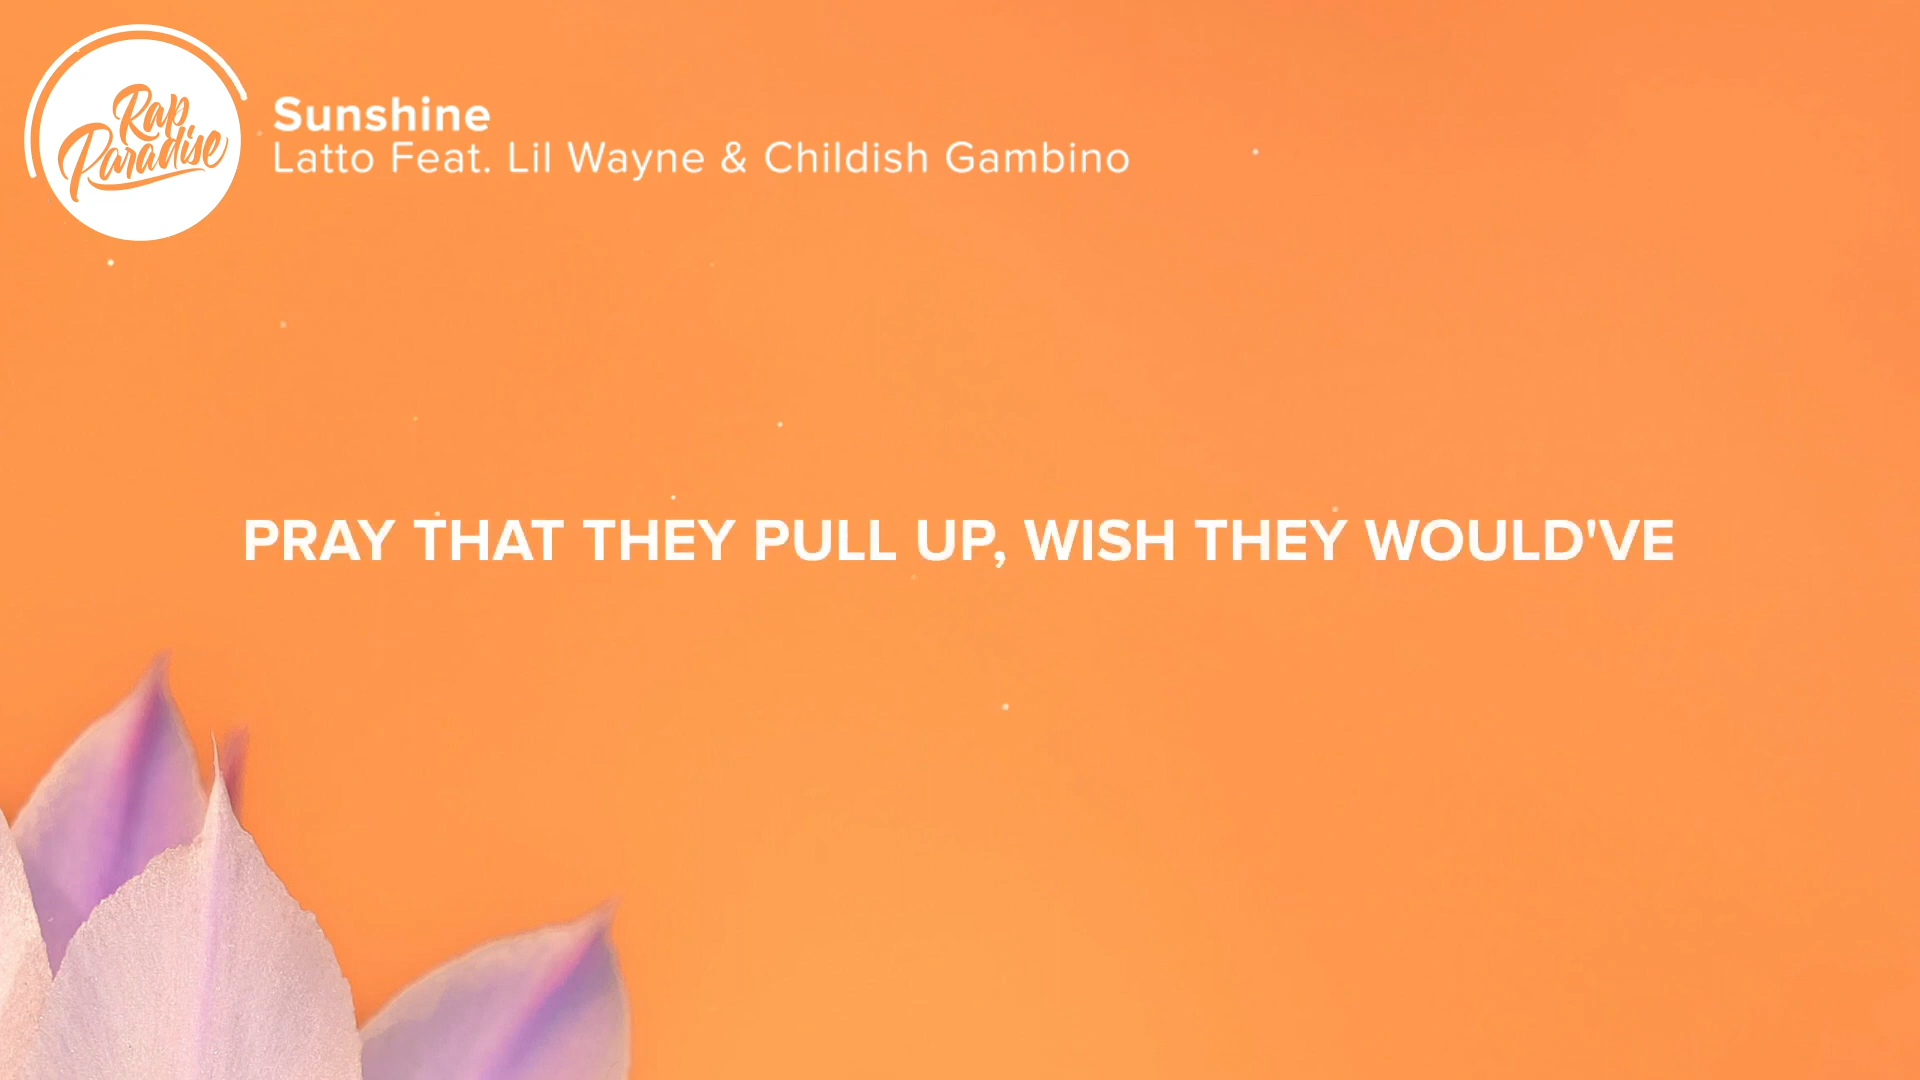 Rap
Paradise
Sunshine
Latto Feat. Lil Wayne & Childish Gambino
PRAY THAT THEY PULL UP, WISH THEY WOULD'VE